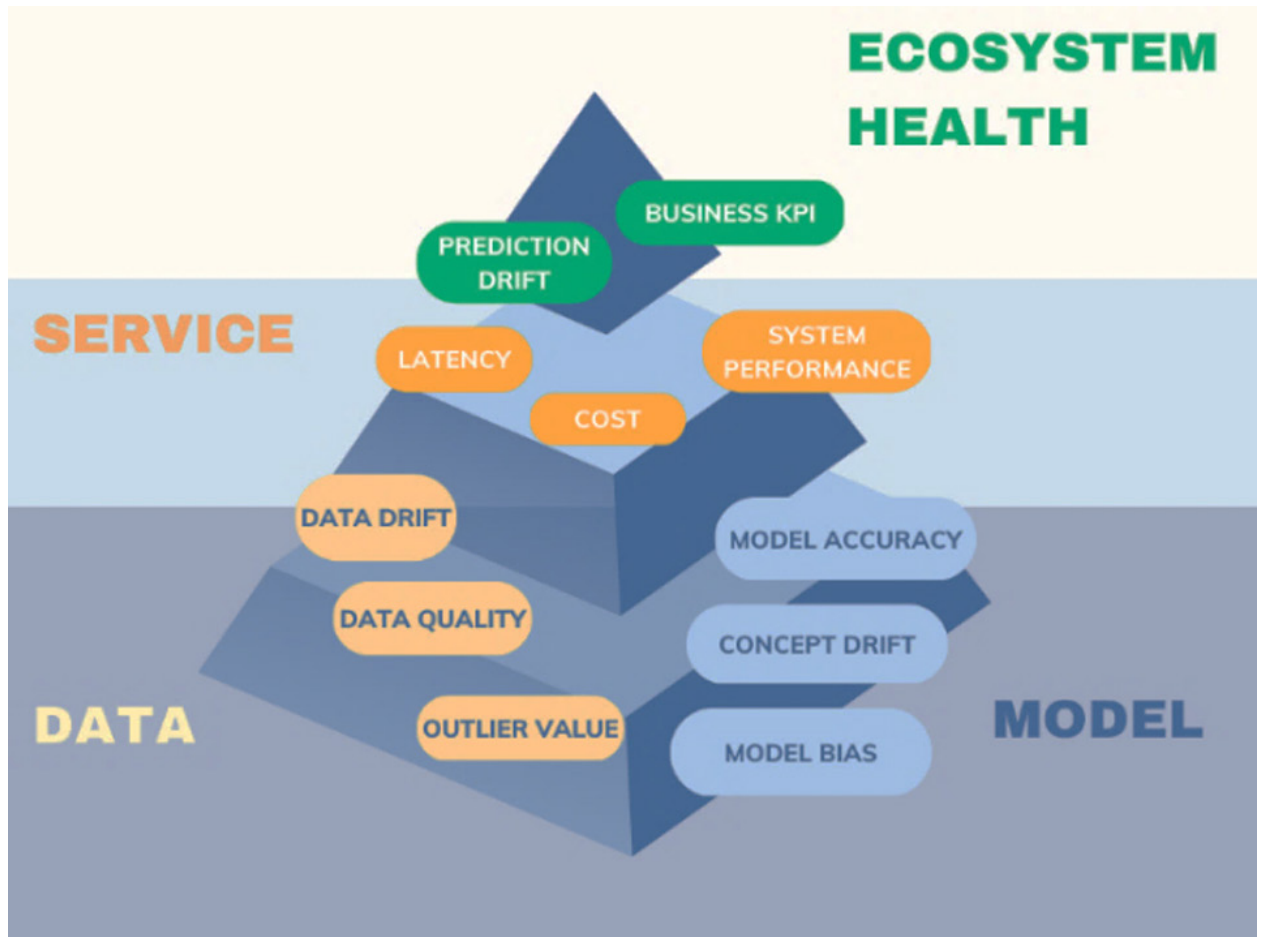 ECOSYSTEM
HEALTH
BUSINESS KPI
PREDICTION
DRIFT
SERVICE
SYSTEM
PERFORMANCE
LATENCY
COST
DATA DRIFT
MODEL ACCURACY
DATA QUALITY
CONCEPT DRIFT
DATA
MODEL
OUTLIER VALUE
MODEL BIAS